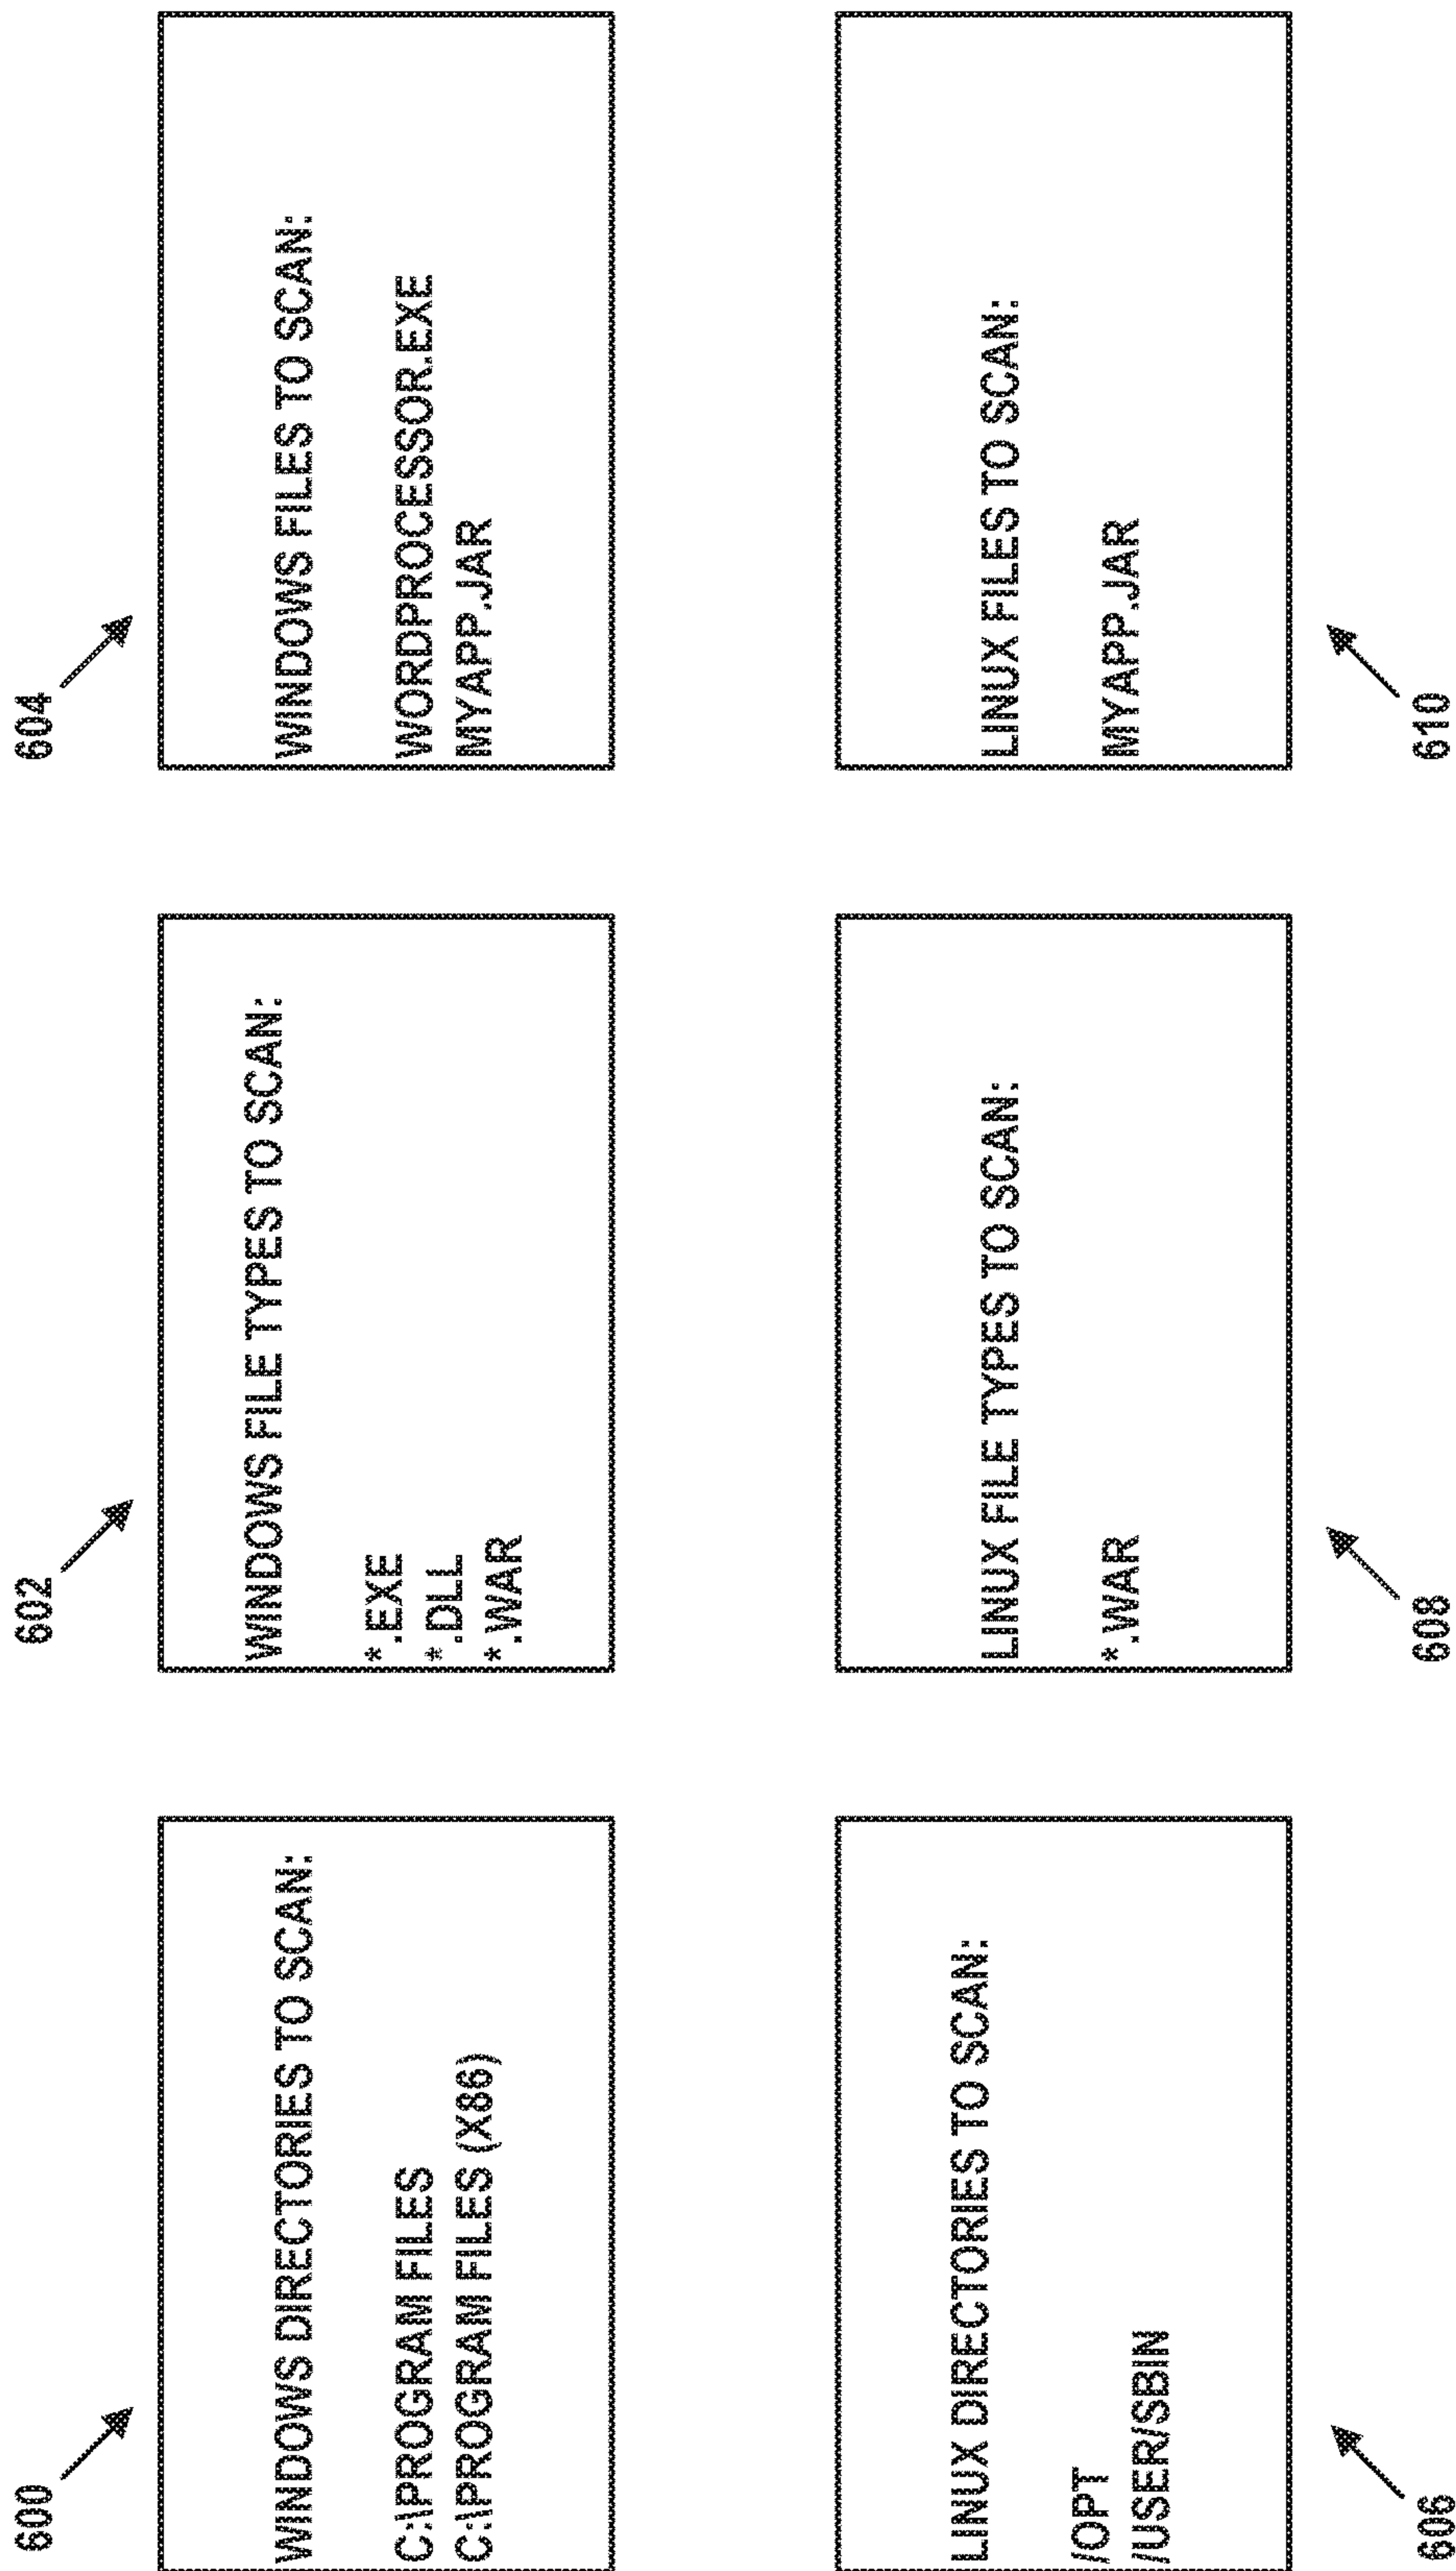 600
WINDOWS DIRECTORIES TO SCAN:
C:\PROGRAM FILES
C:\PROGRAM FILES (X86)
602
WINDOWS FILE TYPES TO SCAN:
*.EXE
*.DLL
*.WAR
604
WINDOWS FILES TO SCAN:
WORDPROCESSOR.EXE
MYAPP.JAR
LINUX DIRECTORIES TO SCAN:
/OPT
/USER/SBIN
606
LINUX FILE TYPES TO SCAN:
*.WAR
608
LINUX FILES TO SCAN:
MYAPP.JAR
610